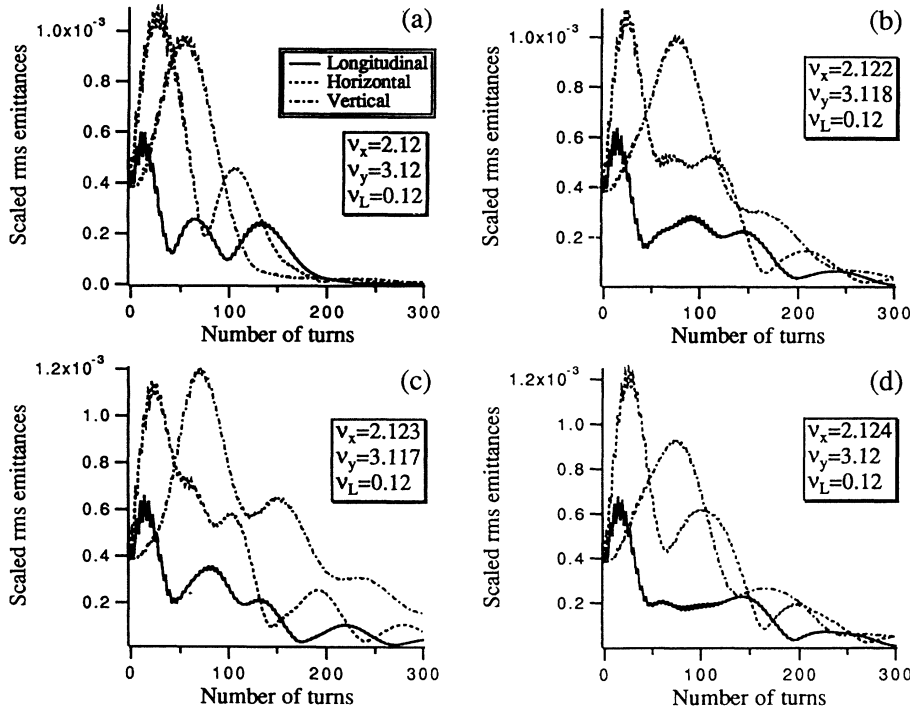 (a)
1.0x10⁻³
0.8
0.6
0.4
0.2
0.0
Scaled rms emittances
Longitudinal
Horizontal
Vertical
νx=2.12
νy=3.12
νL=0.12
0
100
200
300
Number of turns
(b)
1.0x10⁻³
0.8
0.6
0.4
0.2
Scaled rms emittances
νx=2.122
νy=3.118
νL=0.12
0
100
200
300
Number of turns
(c)
1.2x10⁻³
1.0
0.8
0.6
0.4
0.2
Scaled rms emittances
νx=2.123
νy=3.117
νL=0.12
0
100
200
300
Number of turns
(d)
1.2x10⁻³
1.0
0.8
0.6
0.4
0.2
Scaled rms emittances
νx=2.124
νy=3.12
νL=0.12
0
100
200
300
Number of turns